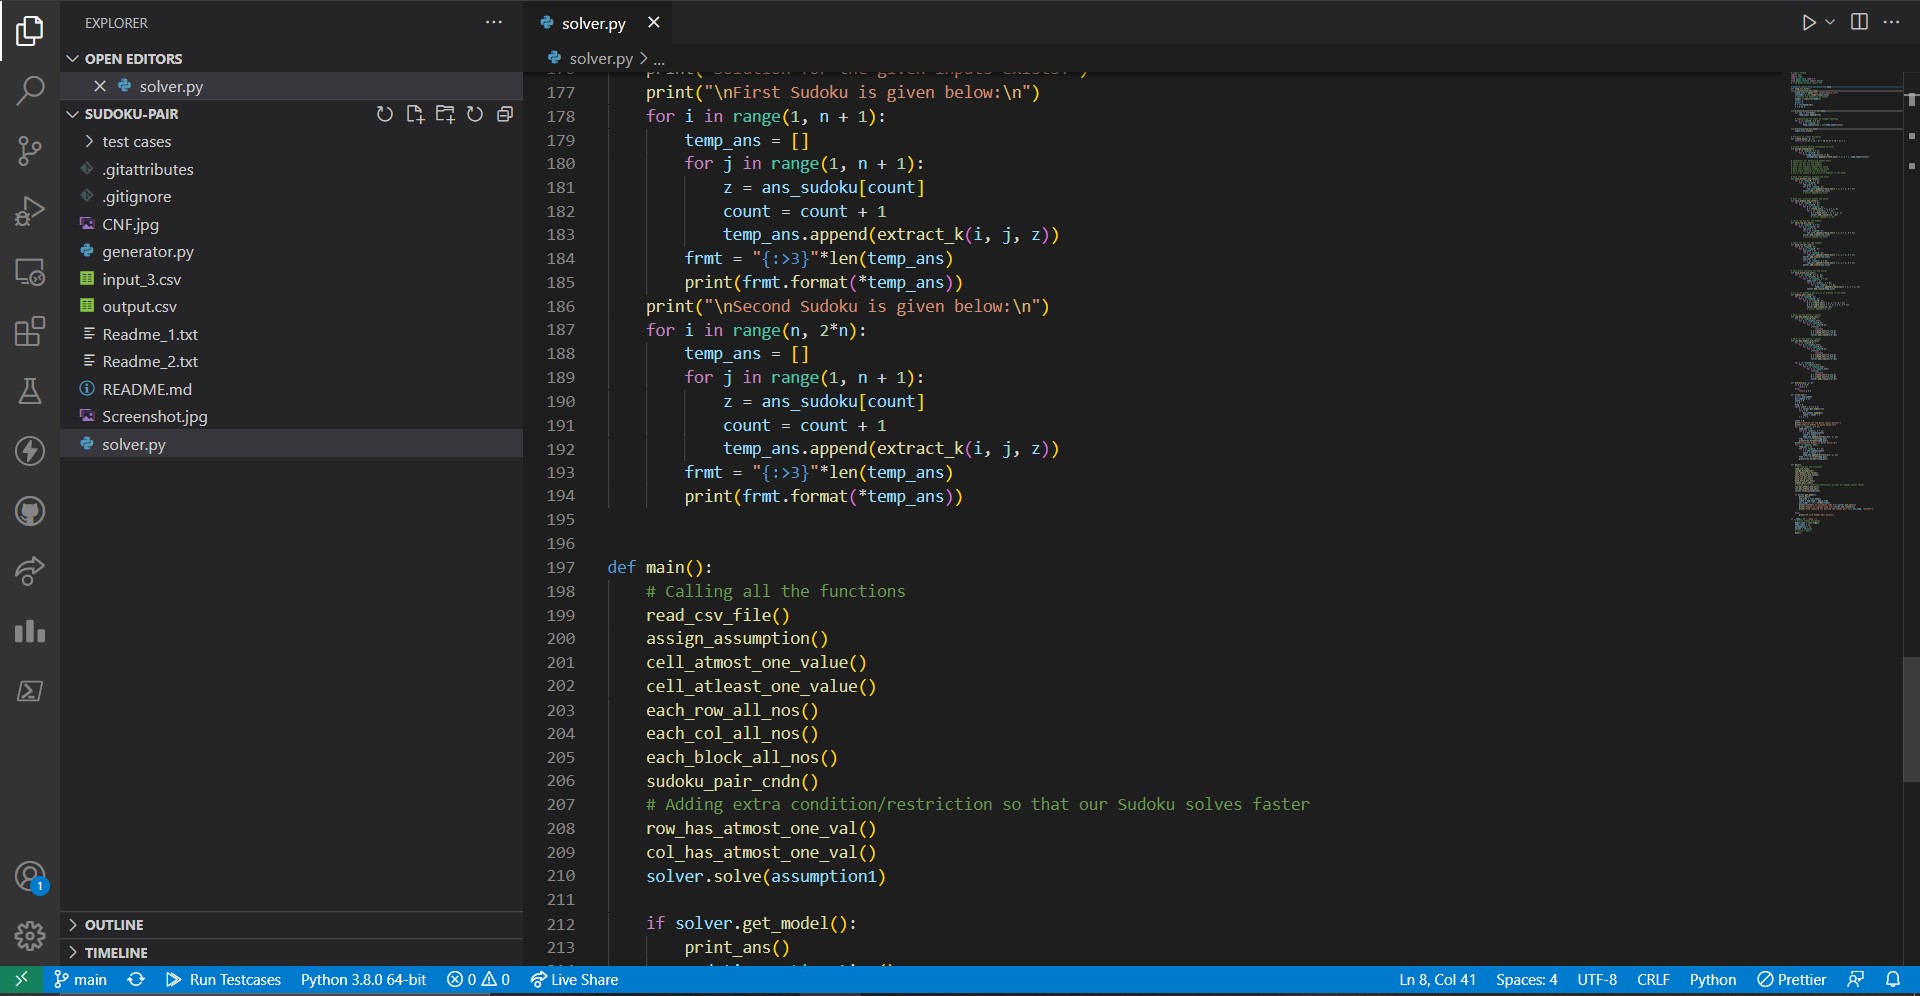 EXPLORER
OPEN EDITORS
solver.py
SUDOKU-PAIR
test cases
.gitattributes
.gitignore
CNF.jpg
generator.py
input_3.csv
output.csv
Readme_1.txt
Readme_2.txt
README.md
Screenshot.jpg
solver.py
OUTLINE
TIMELINE
solver.py
solver.py > ...
177 print("\nFirst Sudoku is given below:\n")
178 for i in range(1, n + 1):
179 temp_ans = []
180 for j in range(1, n + 1):
181 z = ans_sudoku[count]
182 count = count + 1
183 temp_ans.append(extract_k(i, j, z))
184 frmt = "{:>3}"*len(temp_ans)
185 print(frmt.format(*temp_ans))
186 print("\nSecond Sudoku is given below:\n")
187 for i in range(n, 2*n):
188 temp_ans = []
189 for j in range(1, n + 1):
190 z = ans_sudoku[count]
191 count = count + 1
192 temp_ans.append(extract_k(i, j, z))
193 frmt = "{:>3}"*len(temp_ans)
194 print(frmt.format(*temp_ans))
195
196
197 def main():
198 # Calling all the functions
199 read_csv_file()
200 assign_assumption()
201 cell_atmost_one_value()
202 cell_atleast_one_value()
203 each_row_all_nos()
204 each_col_all_nos()
205 each_block_all_nos()
206 sudoku_pair_cndn()
207 # Adding extra condition/restriction so that our Sudoku solves faster
208 row_has_atmost_one_val()
209 col_has_atmost_one_val()
210 solver.solve(assumption1)
211
212 if solver.get_model():
213 print_ans()
1
main Run Testcases Python 3.8.0 64-bit 0 0 Live Share Ln 8, Col 41 Spaces: 4 UTF-8 CRLF Python Prettier